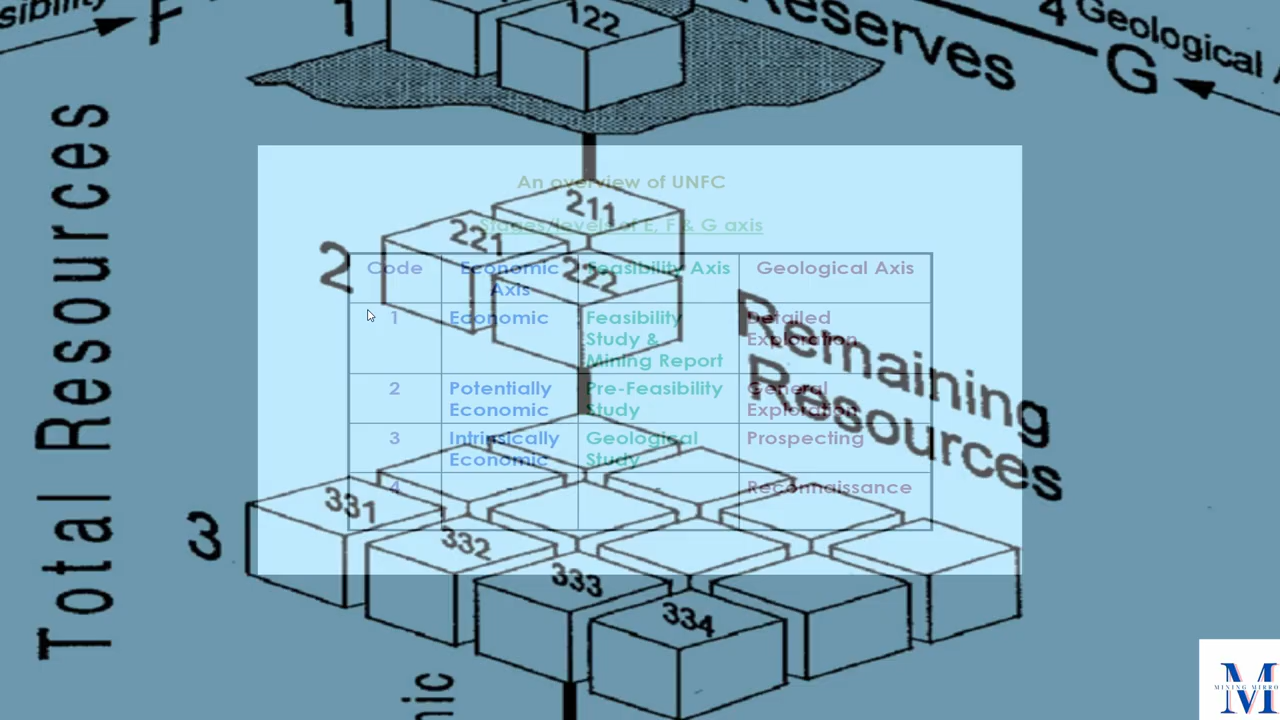 sibility
F
1
122
Reserves
4
Geological
G
Total Resources
2
211
221
222
Remaining
Resources
An overview of UNFC
Stages/levels of E, F & G axis
Code Economic Axis Feasibility Axis Geological Axis
1 Economic Feasibility Study & Mining Report Detailed Exploration
2 Potentially Economic Pre-Feasibility Study General Exploration
3 Intrinsically Economic Geological Study Prospecting
4 - - Reconnaissance
331
332
333
334
3
nic
M
MINING MIRRO